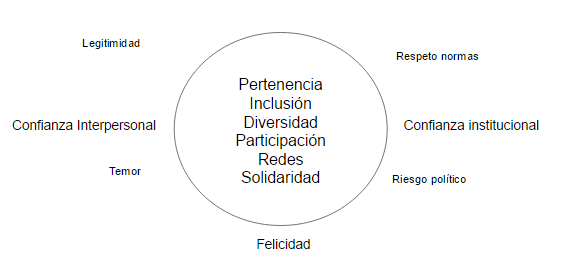 Legitimidad
Respeto normas
Pertenencia
Inclusión
Diversidad
Participación
Redes
Solidaridad
Confianza Interpersonal
Confianza institucional
Temor
Riesgo político
Felicidad